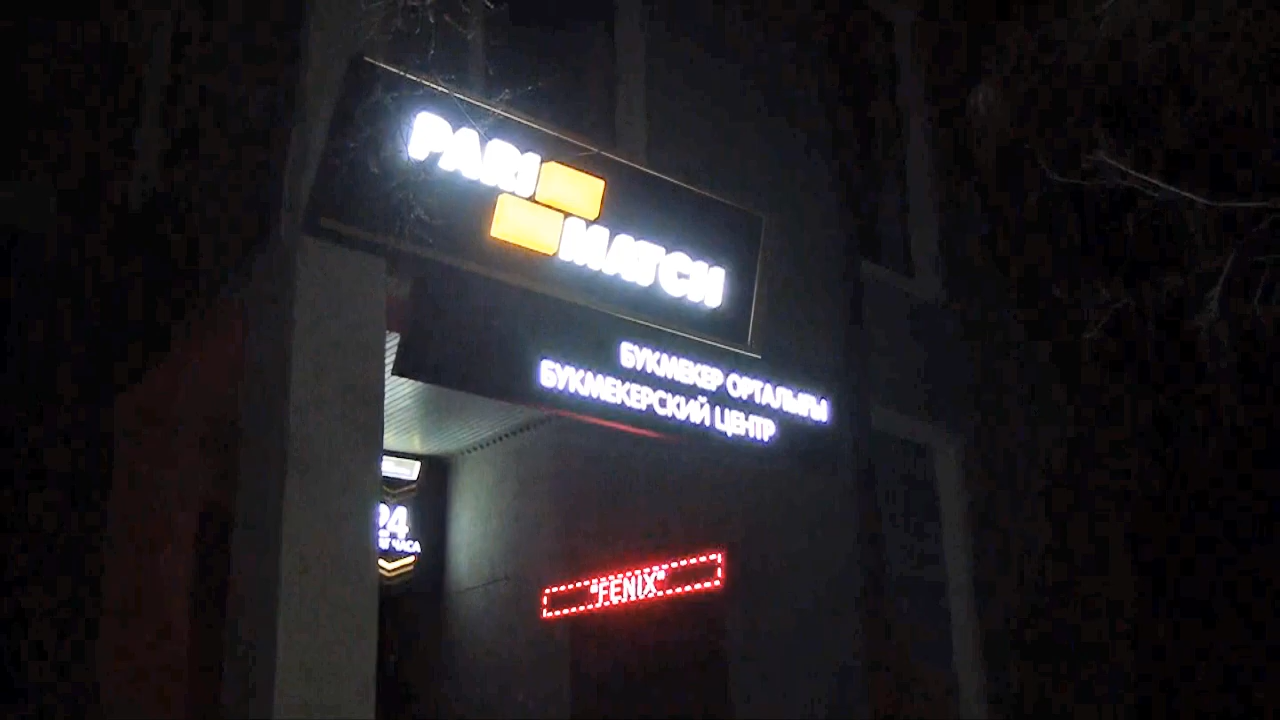 PARI
MATCH
БУКМЕКЕР ОРТАЛЫҒЫ
БУКМЕКЕРСКИЙ ЦЕНТР
24
ЧАСА
"FENIX"